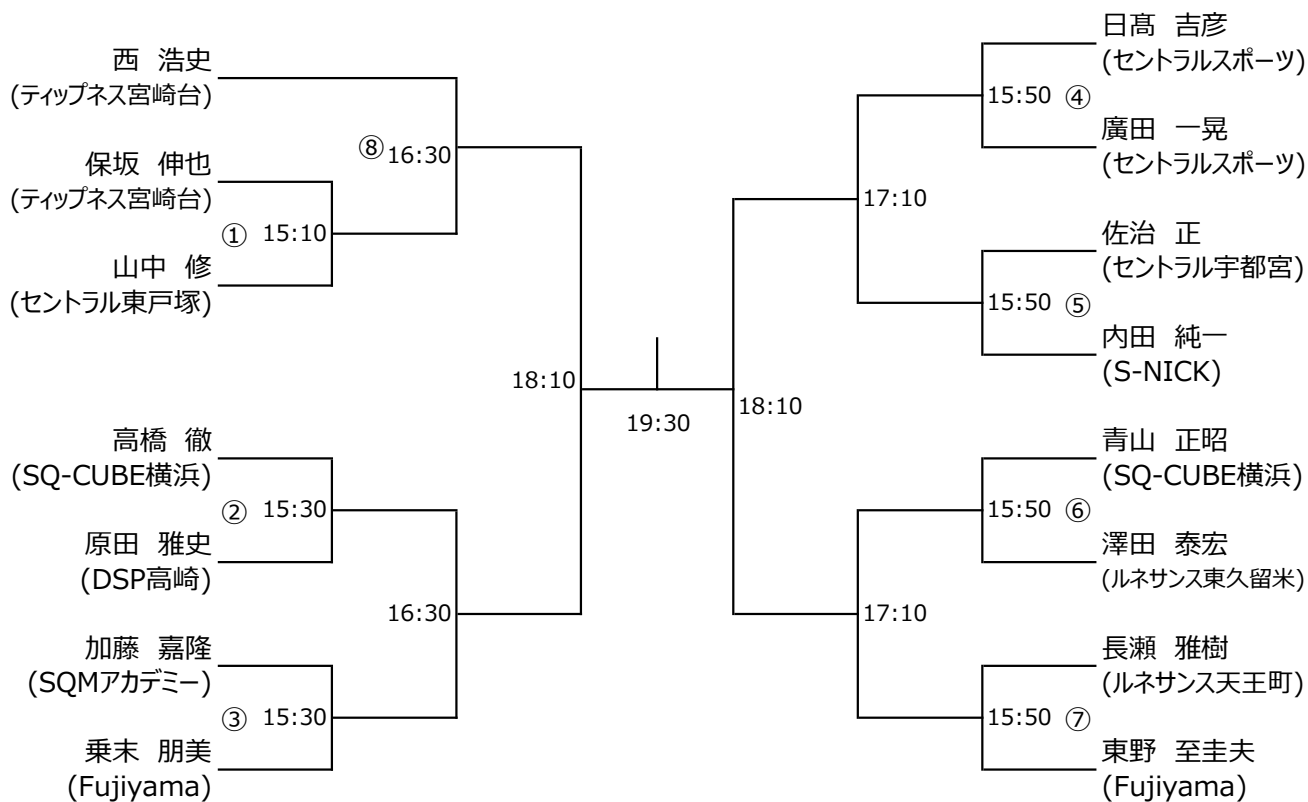 西 浩史
(ティップネス宮崎台)
⑧ 16:30
保坂 伸也
(ティップネス宮崎台)
① 15:10
山中 修
(セントラル東戸塚)
18:10
高橋 徹
(SQ-CUBE横浜)
② 15:30
原田 雅史
(DSP高崎)
16:30
加藤 嘉隆
(SQMアカデミー)
③ 15:30
乗末 朋美
(Fujiyama)
19:30
日髙 吉彦
(セントラルスポーツ)
15:50 ④
廣田 一晃
(セントラルスポーツ)
17:10
佐治 正
(セントラル宇都宮)
15:50 ⑤
内田 純一
(S-NICK)
18:10
青山 正昭
(SQ-CUBE横浜)
15:50 ⑥
澤田 泰宏
(ルネサンス東久留米)
17:10
長瀬 雅樹
(ルネサンス天王町)
15:50 ⑦
東野 至圭夫
(Fujiyama)